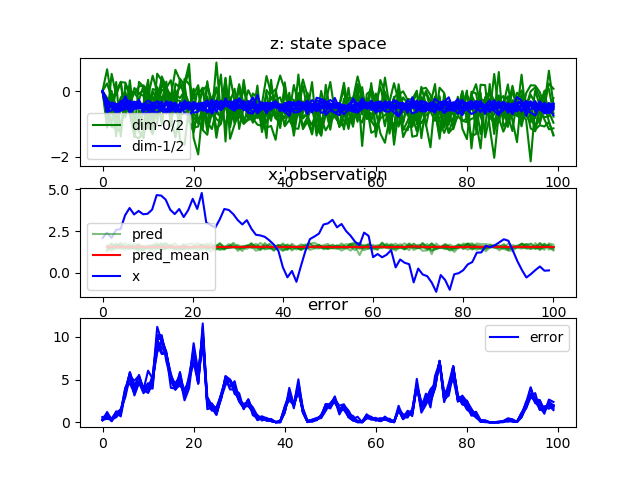 z: state space
0
−2
dim-0/2
dim-1/2
0 20 40 60 80 100
x: observation
5.0
2.5
0.0
pred
pred_mean
x
0 20 40 60 80 100
error
10
5
0
error
0 20 40 60 80 100